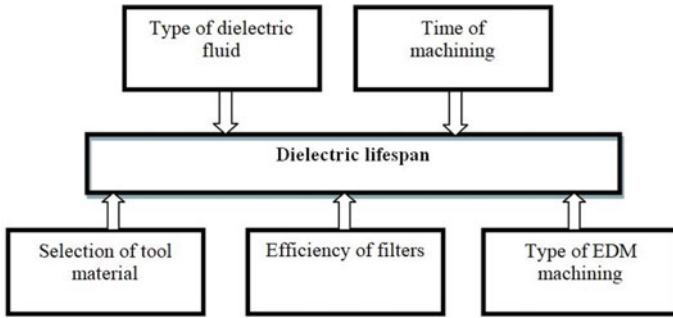 Type of dielectric
fluid
Time of
machining
Dielectric lifespan
Selection of tool
material
Efficiency of filters
Type of EDM
machining